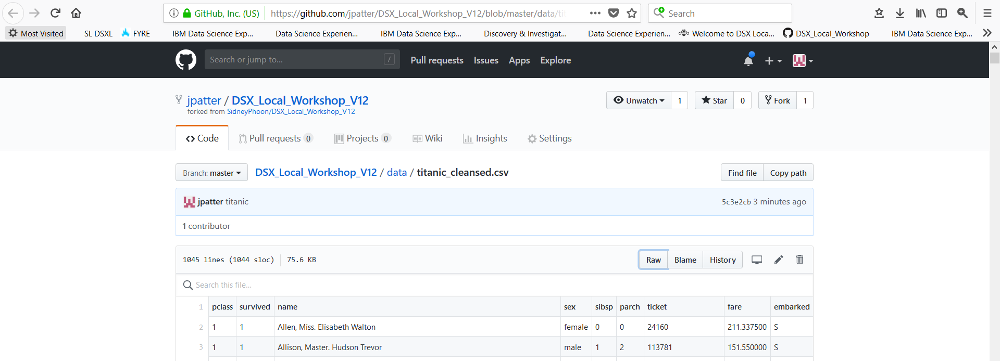 GitHub, Inc. (US) https://github.com/jpatter/DSX_Local_Workshop_V12/blob/master/data/tit Search
Most Visited SL DSXL FYRE IBM Data Science Exp... Data Science Experien... IBM Data Science Exp... Discovery & Investigat... Data Science Experien... Welcome to DSX Loca... DSX_Local_Workshop IBM Data Science Exp...
Search or jump to... / Pull requests Issues Apps Explore
jpatter / DSX_Local_Workshop_V12 Unwatch 1 Star 0 Fork 1
forked from SidneyPhoon/DSX_Local_Workshop_V12
Code Pull requests 0 Projects 0 Wiki Insights Settings
Branch: master DSX_Local_Workshop_V12 / data / titanic_cleansed.csv Find file Copy path
jpatter titanic 5c3e2cb 3 minutes ago
1 contributor
1045 lines (1044 sloc) 75.6 KB Raw Blame History
Search this file...
1 pclass survived name sex sibsp parch ticket fare embarked
2 1 1 Allen, Miss. Elisabeth Walton female 0 0 24160 211.337500 S
3 1 1 Allison, Master. Hudson Trevor male 1 2 113781 151.550000 S